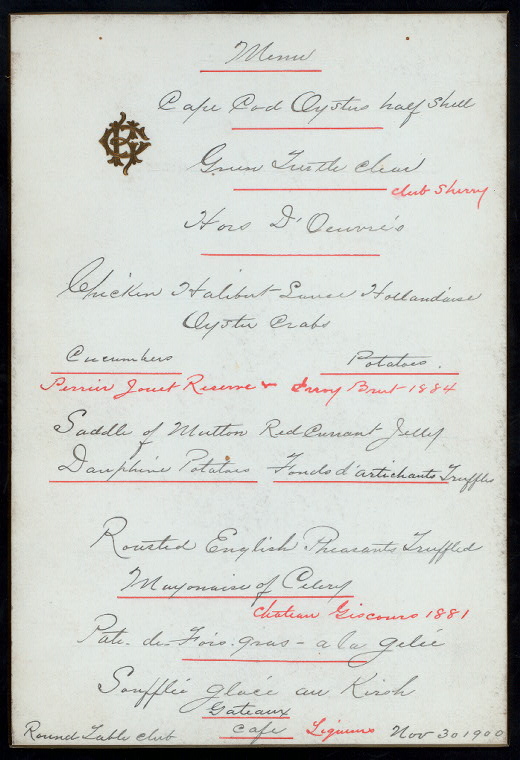 Menu
Cape Cod Oysters half Shell
Green Turtle Clear
Club Sherry
Hors D'Oeuvre's
Chicken Halibut Sauce Hollandaise
Oyster Crabs
Cucumbers Potatoes.
Perrier Jouet Reserve & Irroy Brut 1884
Saddle of Mutton Red Currant Jelly
Dauphine Potatoes Fonds d'artichauts Truffles
Roasted English Pheasants Truffled
Mayonaise of Celery
Chateau Giscours 1881
Pate-de-Fois-gras - a la gelée
Soufflée glacé au Kirsh
Gateaux
Cafe Liqueurs
Round Table Club Nov 30 1900